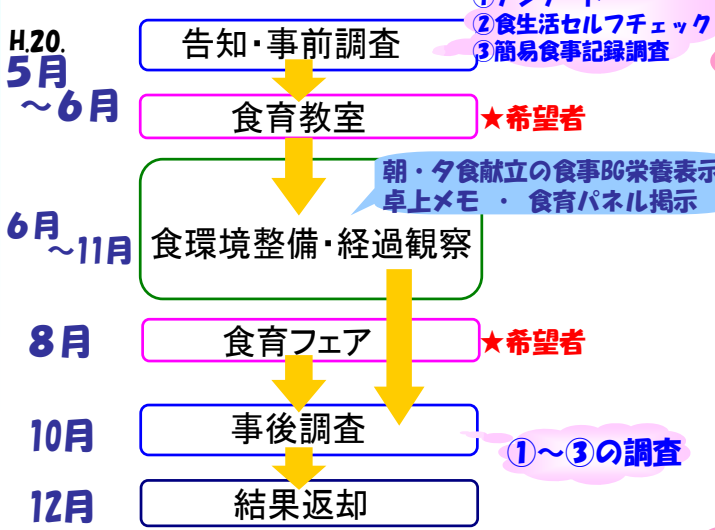 ②食生活セルフチェック
③簡易食事記録調査
H.20.
5月
～6月
告知・事前調査
食育教室
★希望者
朝・夕食献立の食事BG栄養表示
卓上メモ ・ 食育パネル掲示
6月
～11月
食環境整備・経過観察
8月
食育フェア
★希望者
10月
事後調査
①～③の調査
12月
結果返却